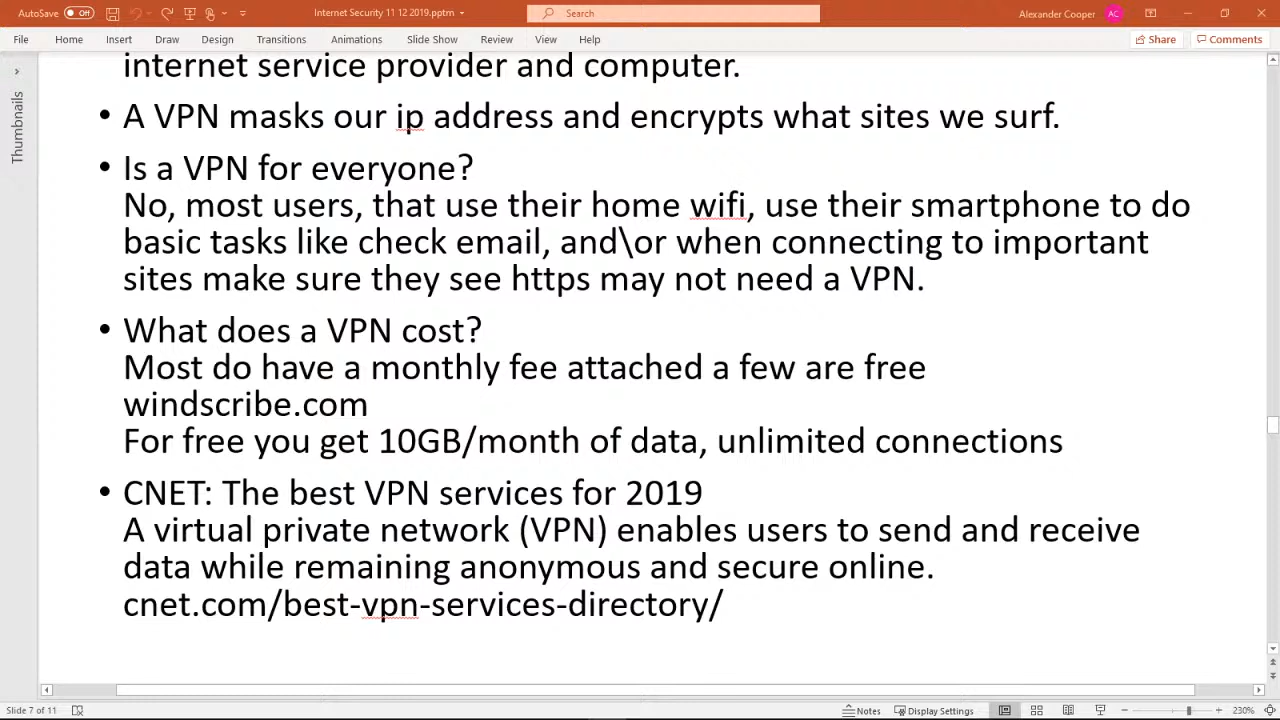 AutoSave Off
Internet Security 11 12 2019.pptm
Search
Alexander Cooper AC
File Home Insert Draw Design Transitions Animations Slide Show Review View Help
Share Comments
Thumbnails
internet service provider and computer.
• A VPN masks our ip address and encrypts what sites we surf.
• Is a VPN for everyone?
No, most users, that use their home wifi, use their smartphone to do
basic tasks like check email, and\or when connecting to important
sites make sure they see https may not need a VPN.
• What does a VPN cost?
Most do have a monthly fee attached a few are free
windscribe.com
For free you get 10GB/month of data, unlimited connections
• CNET: The best VPN services for 2019
A virtual private network (VPN) enables users to send and receive
data while remaining anonymous and secure online.
cnet.com/best-vpn-services-directory/
Slide 7 of 11
Notes Display Settings 230%